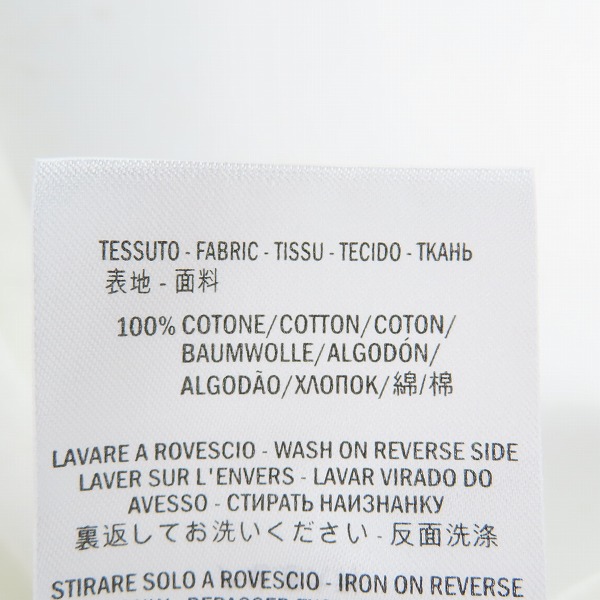 TESSUTO - FABRIC - TISSU - TECIDO - ТКАНЬ
表地 - 面料
100% COTONE/COTTON/COTON/
BAUMWOLLE/ALGODÓN/
ALGODÃO/ХЛОПОК/綿/棉
LAVARE A ROVESCIO - WASH ON REVERSE SIDE
LAVER SUR L'ENVERS - LAVAR VIRADO DO
AVESSO - СТИРАТЬ НАИЗНАНКУ
裏返してお洗いください - 反面洗涤
STIRARE SOLO A ROVESCIO - IRON ON REVERSE